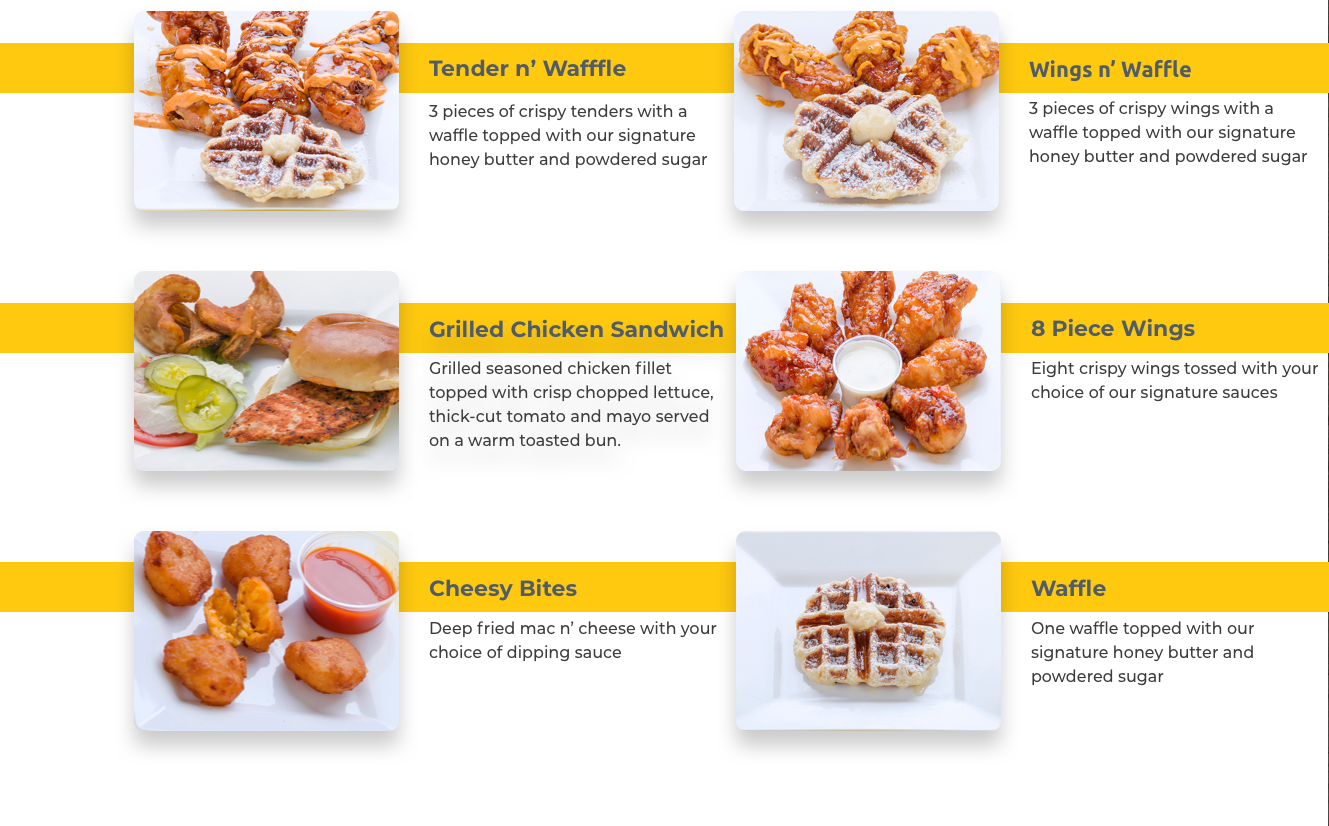 Tender n’ Wafffle
3 pieces of crispy tenders with a
waffle topped with our signature
honey butter and powdered sugar
Wings n’ Waffle
3 pieces of crispy wings with a
waffle topped with our signature
honey butter and powdered sugar
Grilled Chicken Sandwich
Grilled seasoned chicken fillet
topped with crisp chopped lettuce,
thick-cut tomato and mayo served
on a warm toasted bun.
8 Piece Wings
Eight crispy wings tossed with your
choice of our signature sauces
Cheesy Bites
Deep fried mac n’ cheese with your
choice of dipping sauce
Waffle
One waffle topped with our
signature honey butter and
powdered sugar